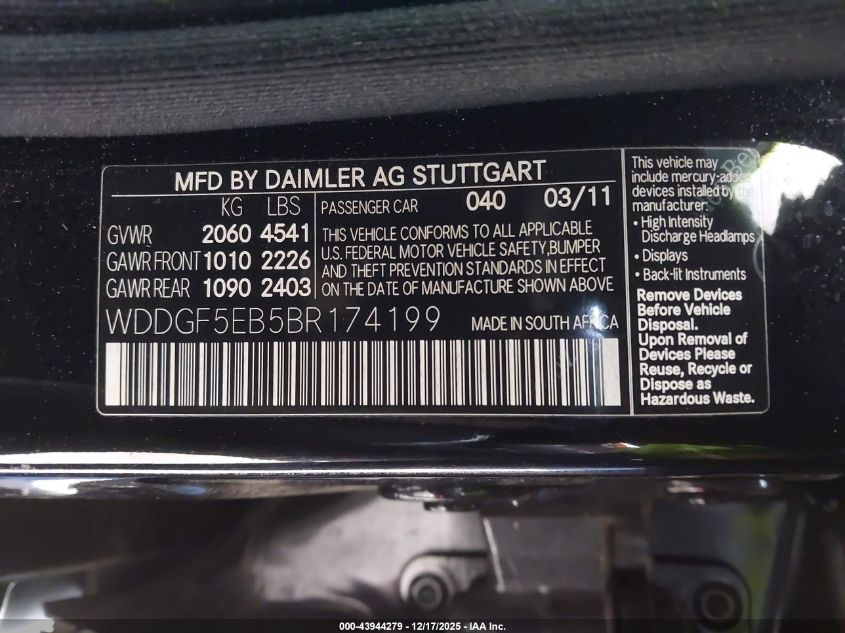 MFD BY DAIMLER AG STUTTGART
KG LBS
GVWR 2060 4541
GAWR FRONT 1010 2226
GAWR REAR 1090 2403
PASSENGER CAR 040 03/11
THIS VEHICLE CONFORMS TO ALL APPLICABLE
U.S. FEDERAL MOTOR VEHICLE SAFETY,BUMPER
AND THEFT PREVENTION STANDARDS IN EFFECT
ON THE DATE OF MANUFACTURE SHOWN ABOVE
WDDGF5EB5BR174199 MADE IN SOUTH AFRICA
This vehicle may
include mercury-added
devices installed by the
manufacturer:
• High Intensity
Discharge Headlamps
• Displays
• Back-lit Instruments
Remove Devices
Before Vehicle
Disposal.
Upon Removal of
Devices Please
Reuse, Recycle or
Dispose as
Hazardous Waste.
000-43944279 — 12/17/2025 — IAA Inc.